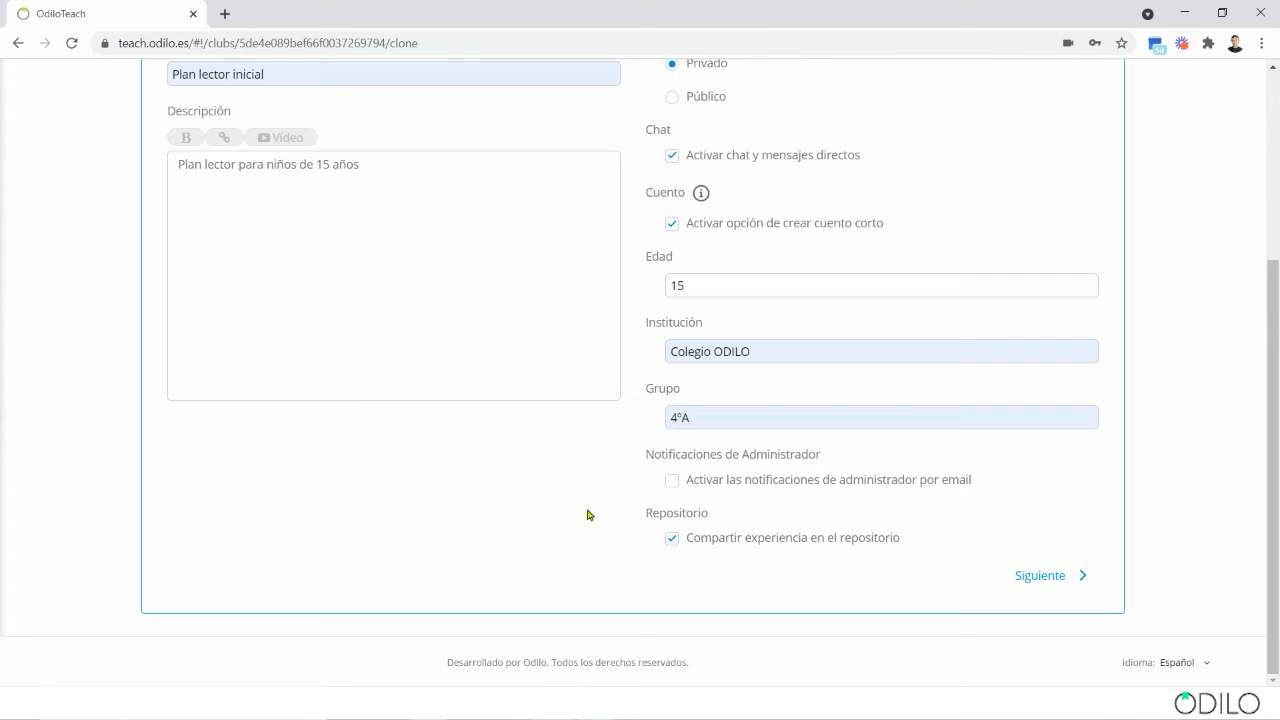 OdiloTeach
teach.odilo.es/#!/clubs/5de4e089bef66f0037269794/clone
Plan lector inicial
Descripción
B
Vídeo
Plan lector para niños de 15 años
Privado
Público
Chat
Activar chat y mensajes directos
Cuento
Activar opción de crear cuento corto
Edad
15
Institución
Colegio ODILO
Grupo
4ºA
Notificaciones de Administrador
Activar las notificaciones de administrador por email
Repositorio
Compartir experiencia en el repositorio
Siguiente
Desarrollado por Odilo. Todos los derechos reservados.
Idioma: Español
ODILO